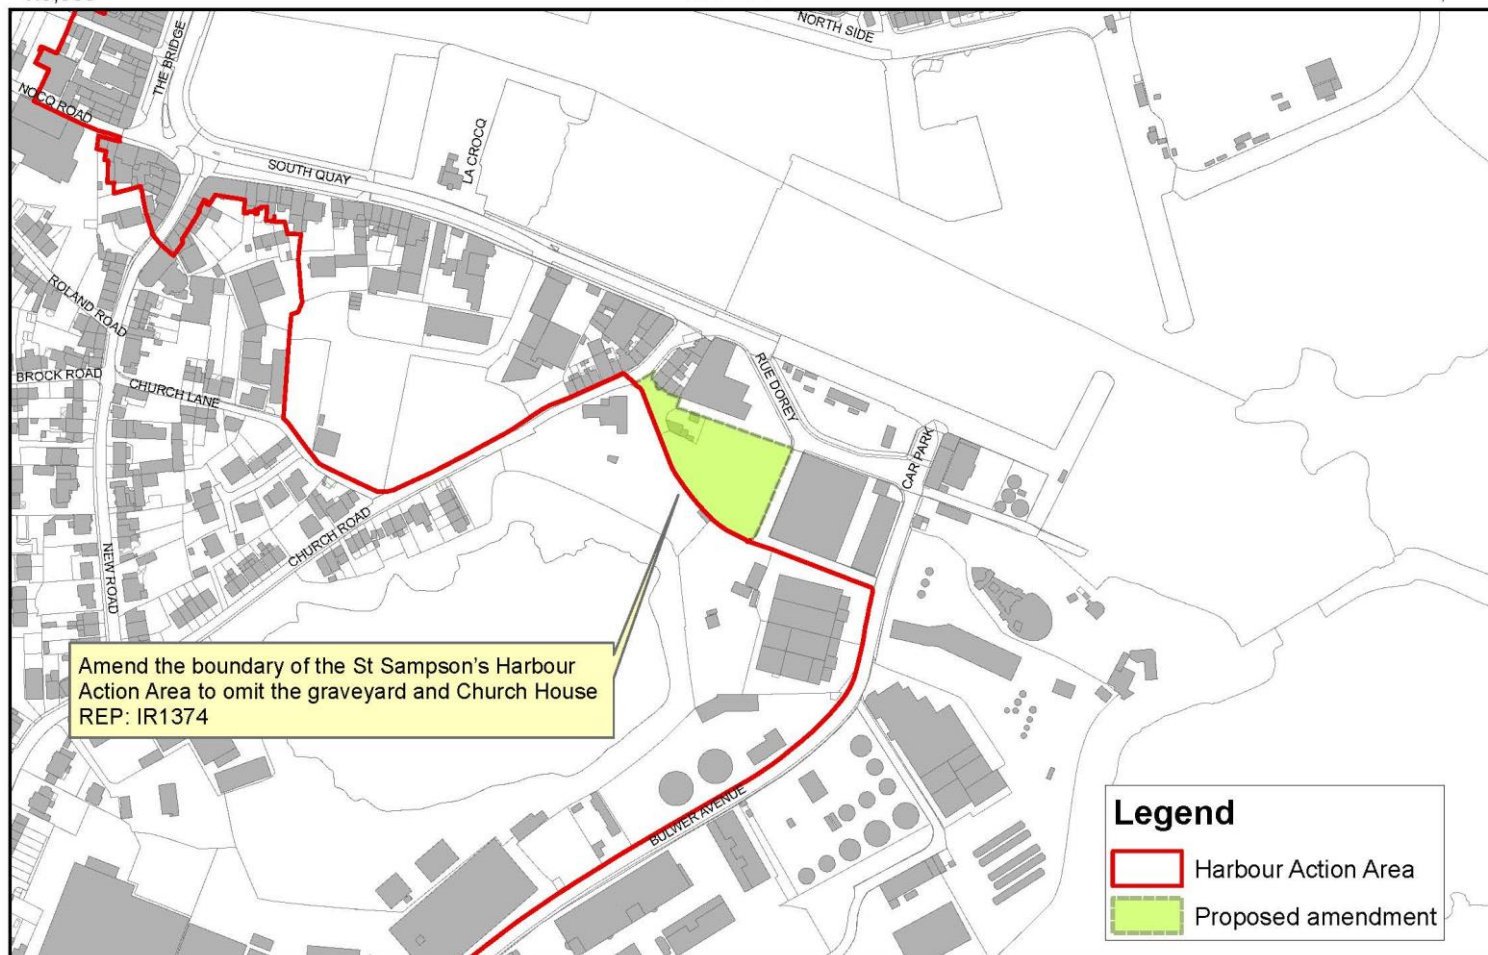 NORTH SIDE
THE BRIDGE
NOCQ ROAD
LA CROCQ
SOUTH QUAY
ROLAND ROAD
BROCK ROAD
CHURCH LANE
RUE DOREY
CAR PARK
NEW ROAD
CHURCH ROAD
Amend the boundary of the St Sampson's Harbour
Action Area to omit the graveyard and Church House
REP: IR1374
BULWER AVENUE
Legend
Harbour Action Area
Proposed amendment